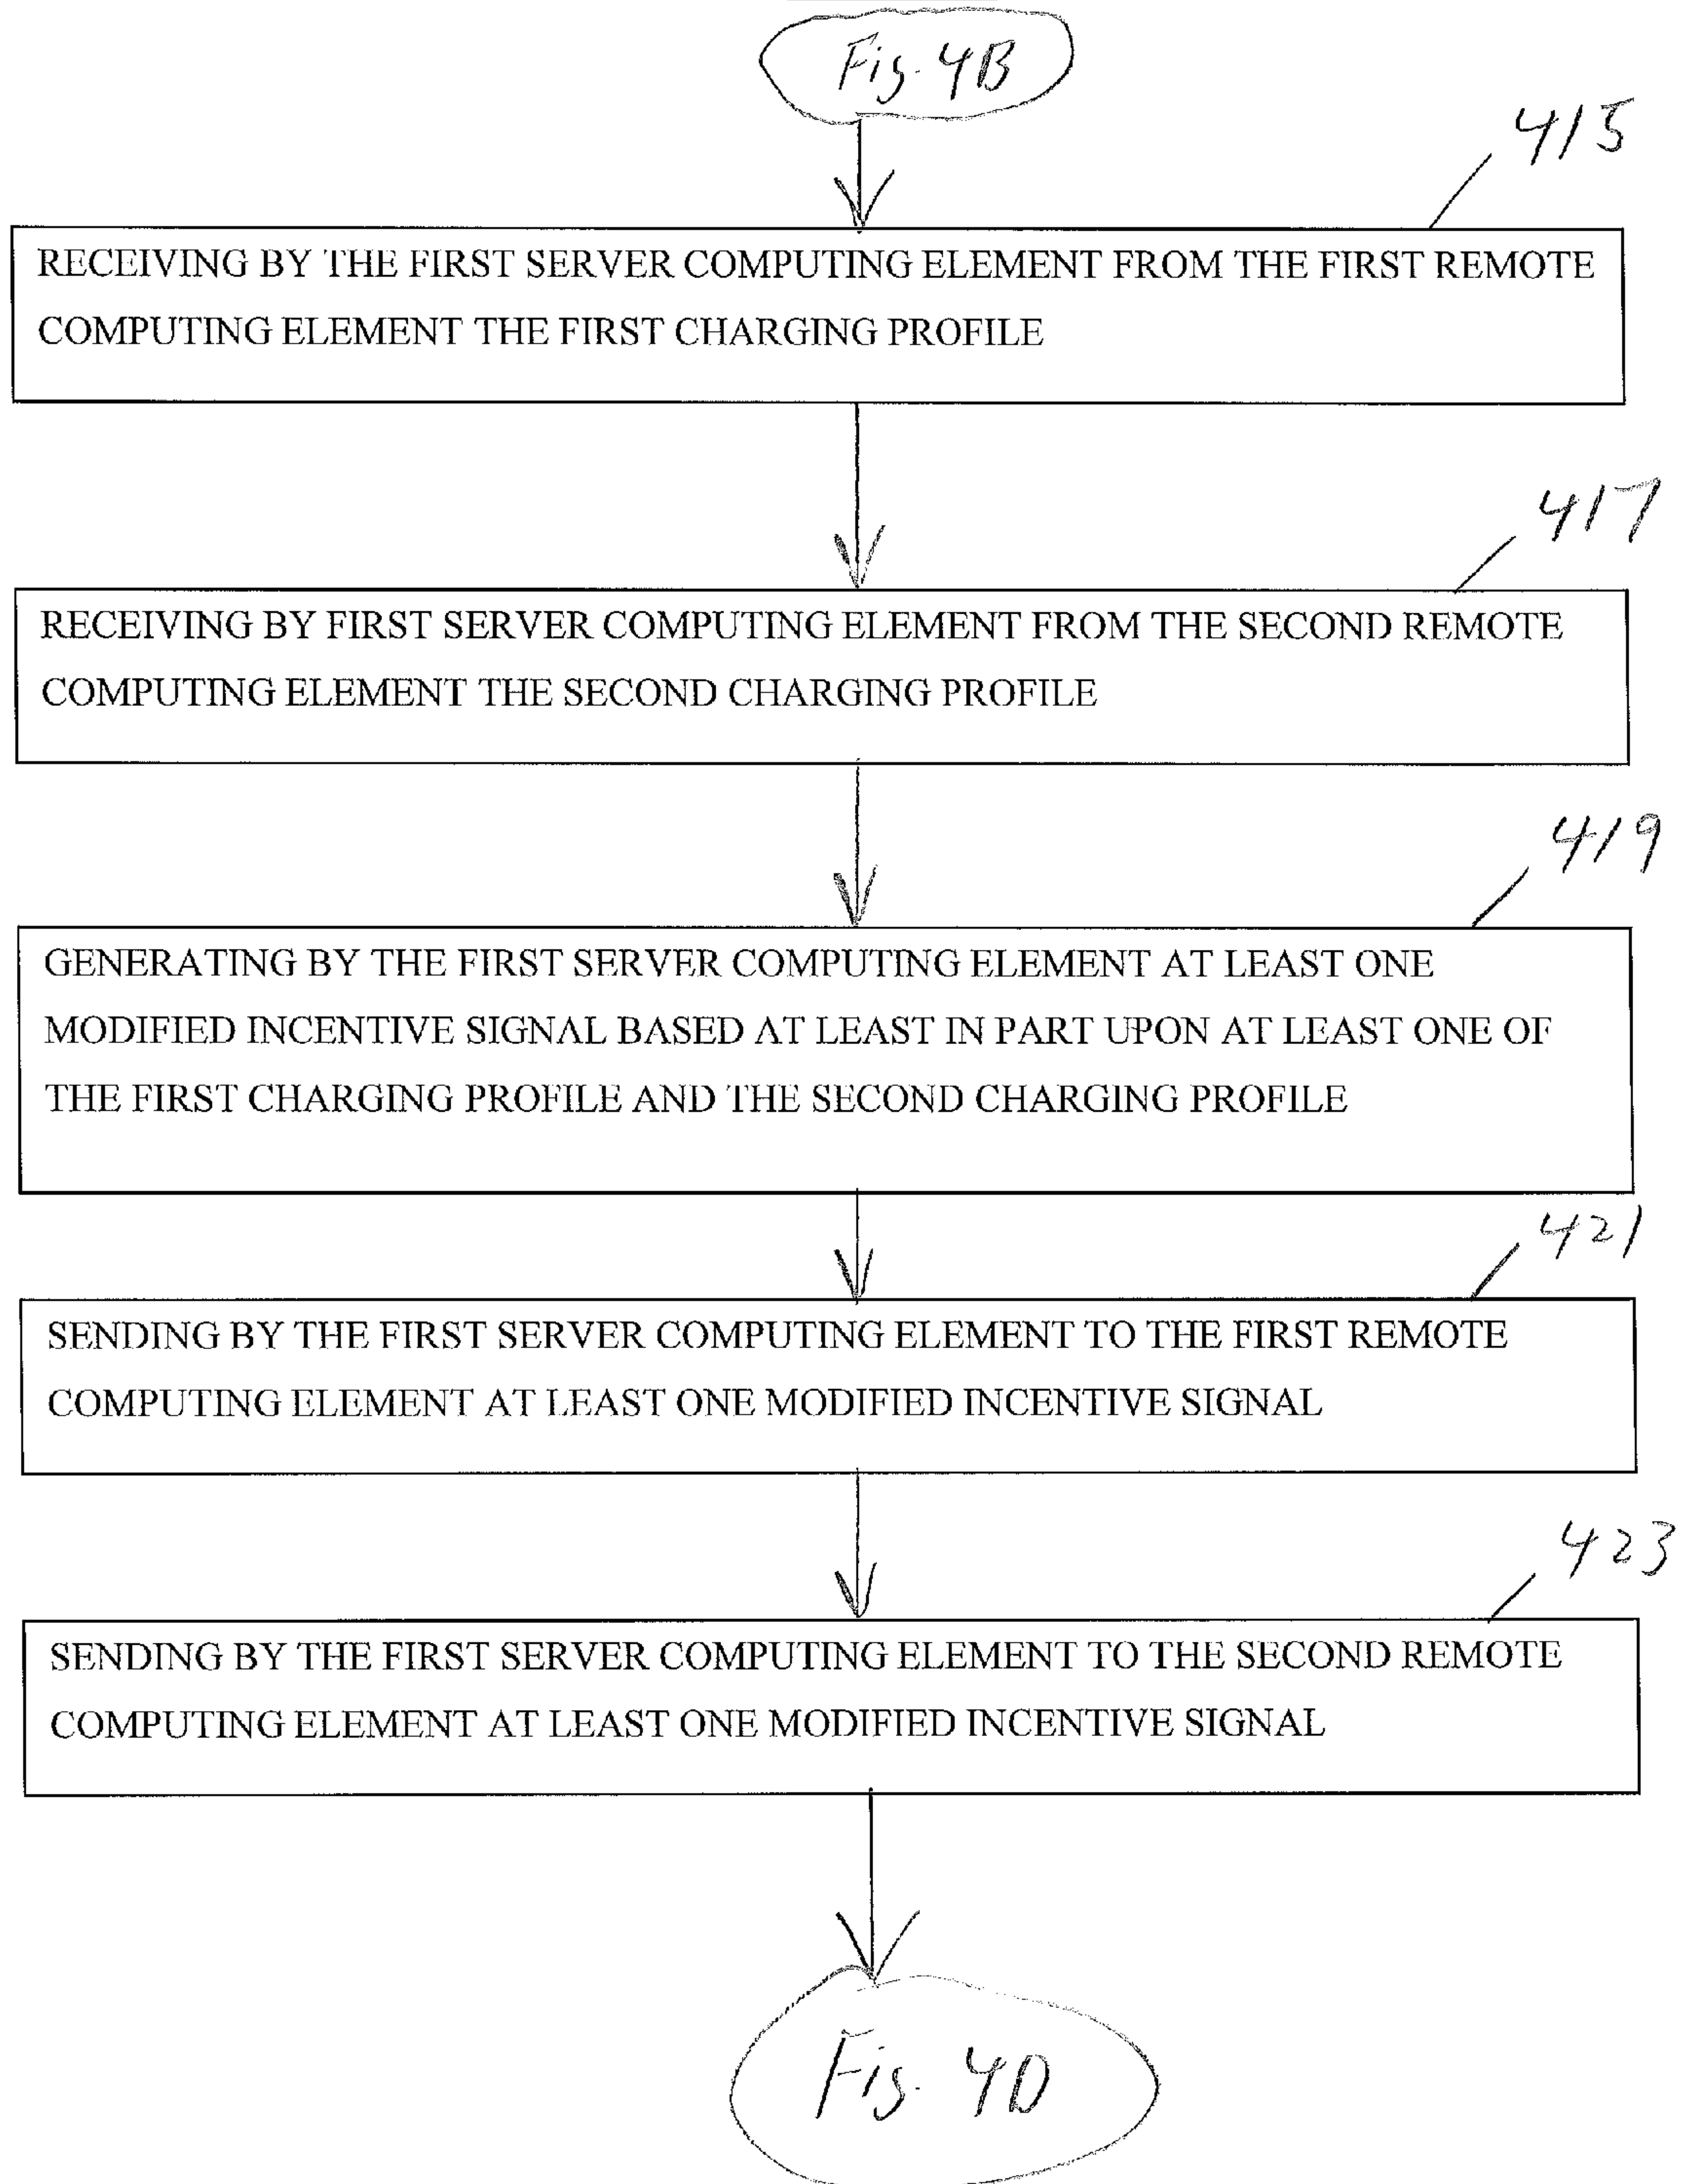 Fig. 4B
415
RECEIVING BY THE FIRST SERVER COMPUTING ELEMENT FROM THE FIRST REMOTE
COMPUTING ELEMENT THE FIRST CHARGING PROFILE
417
RECEIVING BY FIRST SERVER COMPUTING ELEMENT FROM THE SECOND REMOTE
COMPUTING ELEMENT THE SECOND CHARGING PROFILE
419
GENERATING BY THE FIRST SERVER COMPUTING ELEMENT AT LEAST ONE
MODIFIED INCENTIVE SIGNAL BASED AT LEAST IN PART UPON AT LEAST ONE OF
THE FIRST CHARGING PROFILE AND THE SECOND CHARGING PROFILE
421
SENDING BY THE FIRST SERVER COMPUTING ELEMENT TO THE FIRST REMOTE
COMPUTING ELEMENT AT LEAST ONE MODIFIED INCENTIVE SIGNAL
423
SENDING BY THE FIRST SERVER COMPUTING ELEMENT TO THE SECOND REMOTE
COMPUTING ELEMENT AT LEAST ONE MODIFIED INCENTIVE SIGNAL
Fig. 4D